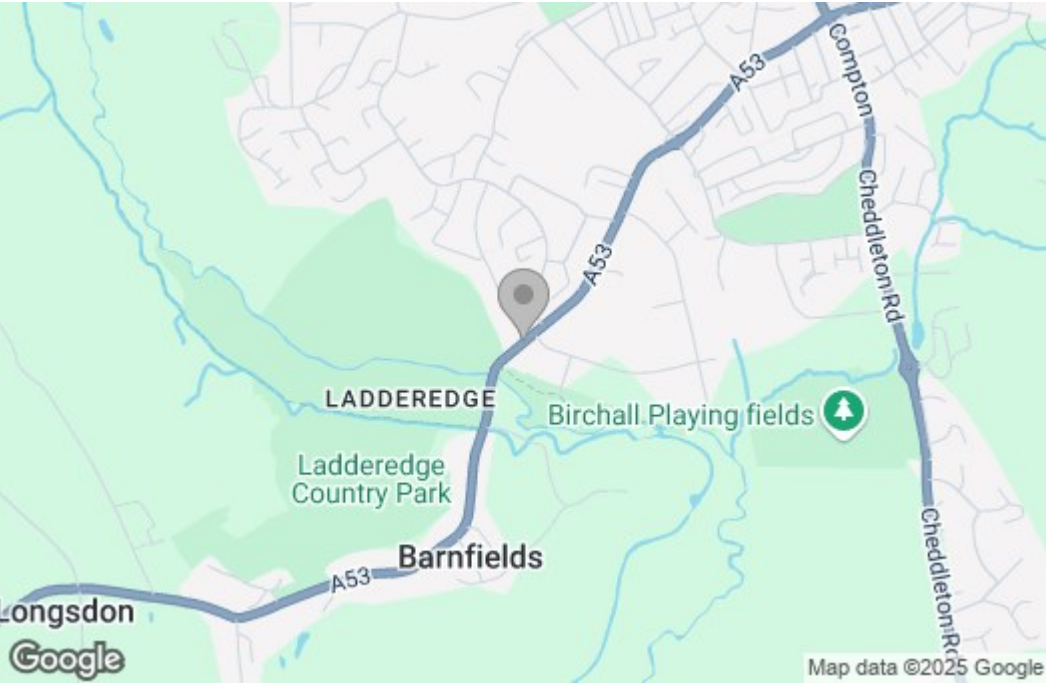 A53
Compton
Cheddleton Rd
A53
LADDEREDGE
Birchall Playing fields
Ladderedge
Country Park
Barnfields
A53
Cheddleton Rd
Longsdon
Google
Map data ©2025 Google